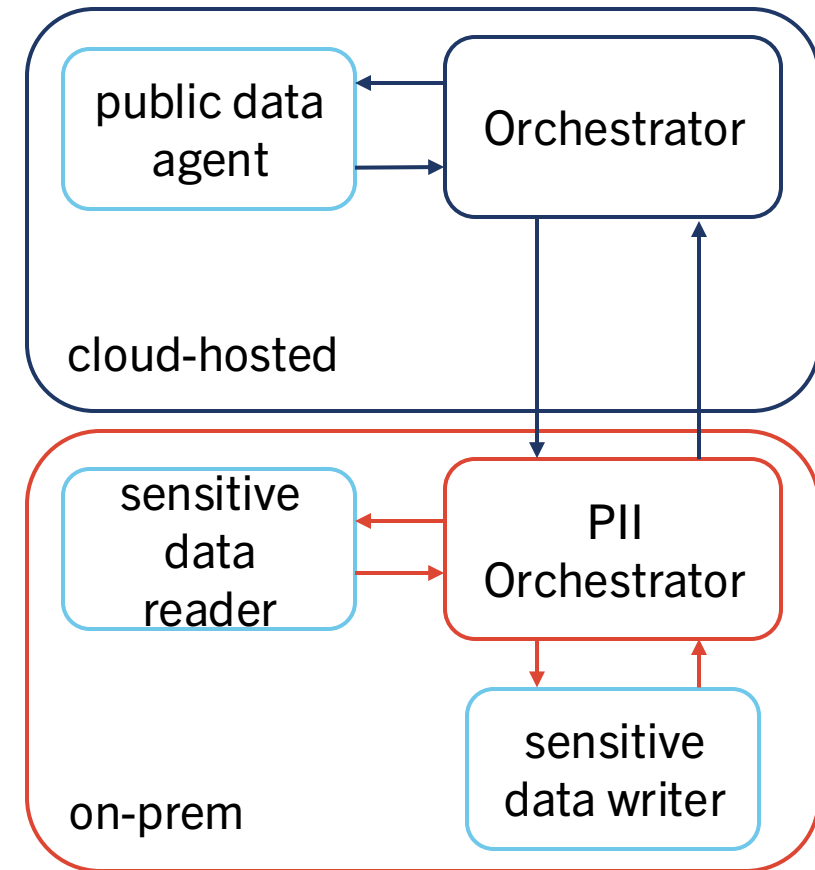 public data
agent
Orchestrator
cloud-hosted
sensitive
data
reader
PII
Orchestrator
sensitive
data writer
on-prem